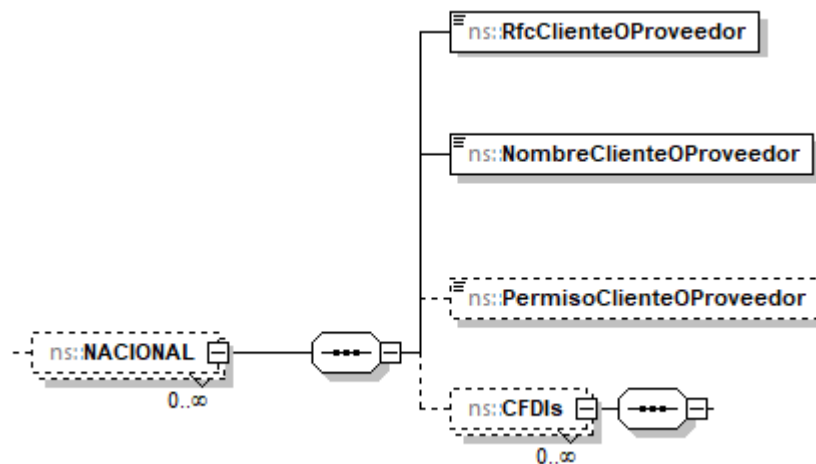 ns::RfcClienteOProveedor
ns::NombreClienteOProveedor
ns::PermisoClienteOProveedor
ns::NACIONAL
0..∞
ns::CFDIs
0..∞